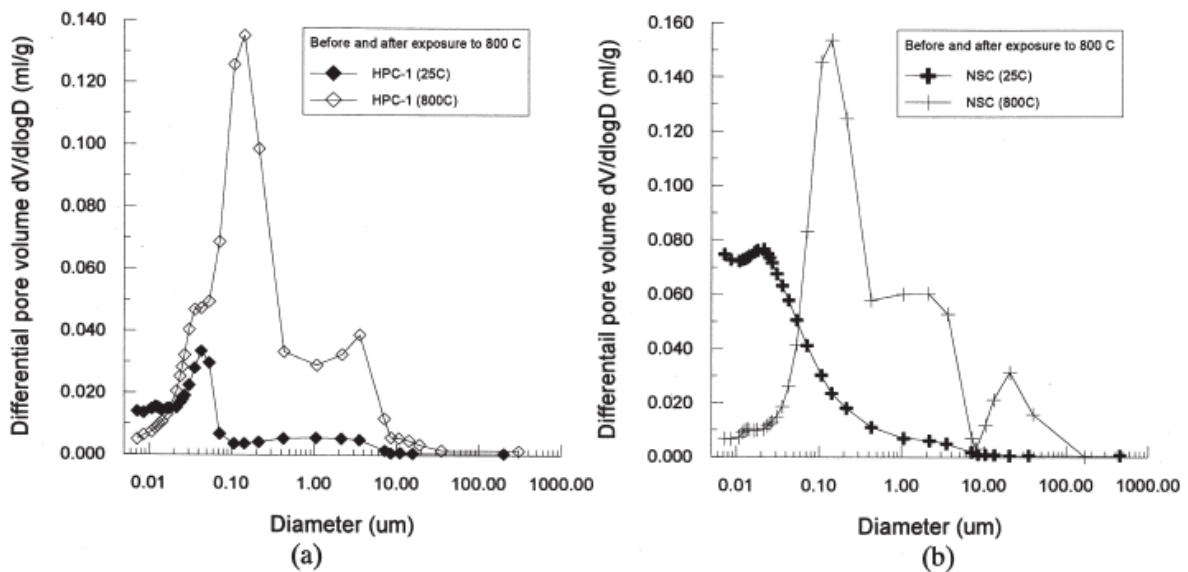 0.140
0.120
0.100
0.080
0.060
0.040
0.020
0.000
Differential pore volume dV/dlogD (ml/g)
Before and after exposure to 800 C
HPC-1 (25C)
HPC-1 (800C)
0.01 0.10 1.00 10.00 100.00 1000.00
Diameter (um)
(a)
0.160
0.140
0.120
0.100
0.080
0.060
0.040
0.020
0.000
Differentail pore volume dV/dlogD (ml/g)
Before and after exposure to 800 C
NSC (25C)
NSC (800C)
0.01 0.10 1.00 10.00 100.00 1000.00
Diameter (um)
(b)